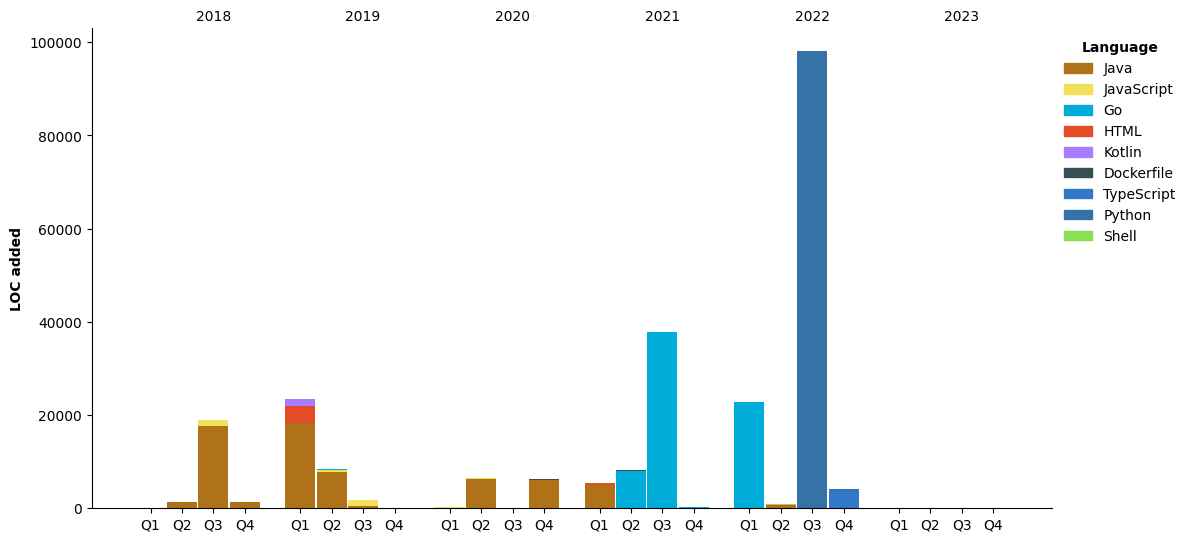 2018 2019 2020 2021 2022 2023
LOC added
100000
80000
60000
40000
20000
0
Q1 Q2 Q3 Q4 Q1 Q2 Q3 Q4 Q1 Q2 Q3 Q4 Q1 Q2 Q3 Q4 Q1 Q2 Q3 Q4 Q1 Q2 Q3 Q4
Language
Java
JavaScript
Go
HTML
Kotlin
Dockerfile
TypeScript
Python
Shell